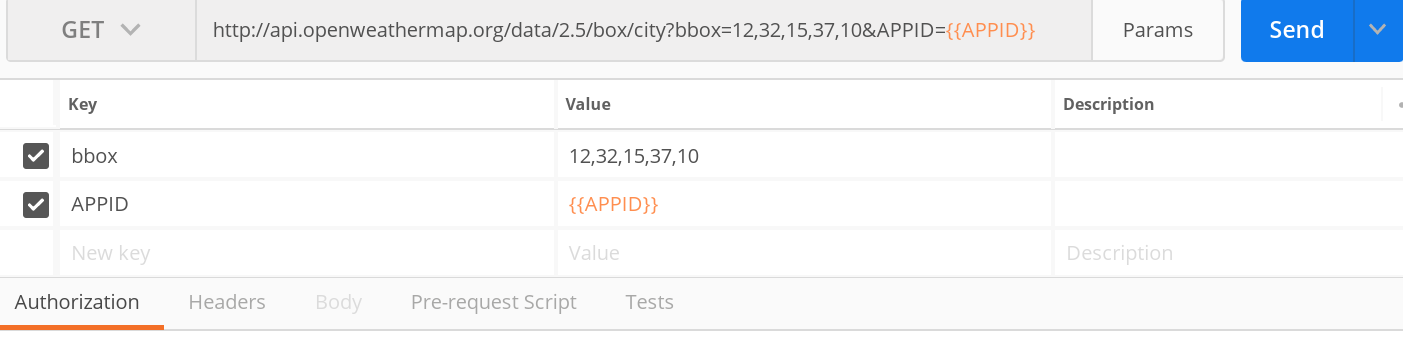 GET http://api.openweathermap.org/data/2.5/box/city?bbox=12,32,15,37,10&APPID={{APPID}} Params Send
Key Value Description
bbox 12,32,15,37,10
APPID {{APPID}}
New key Value Description
Authorization Headers Body Pre-request Script Tests